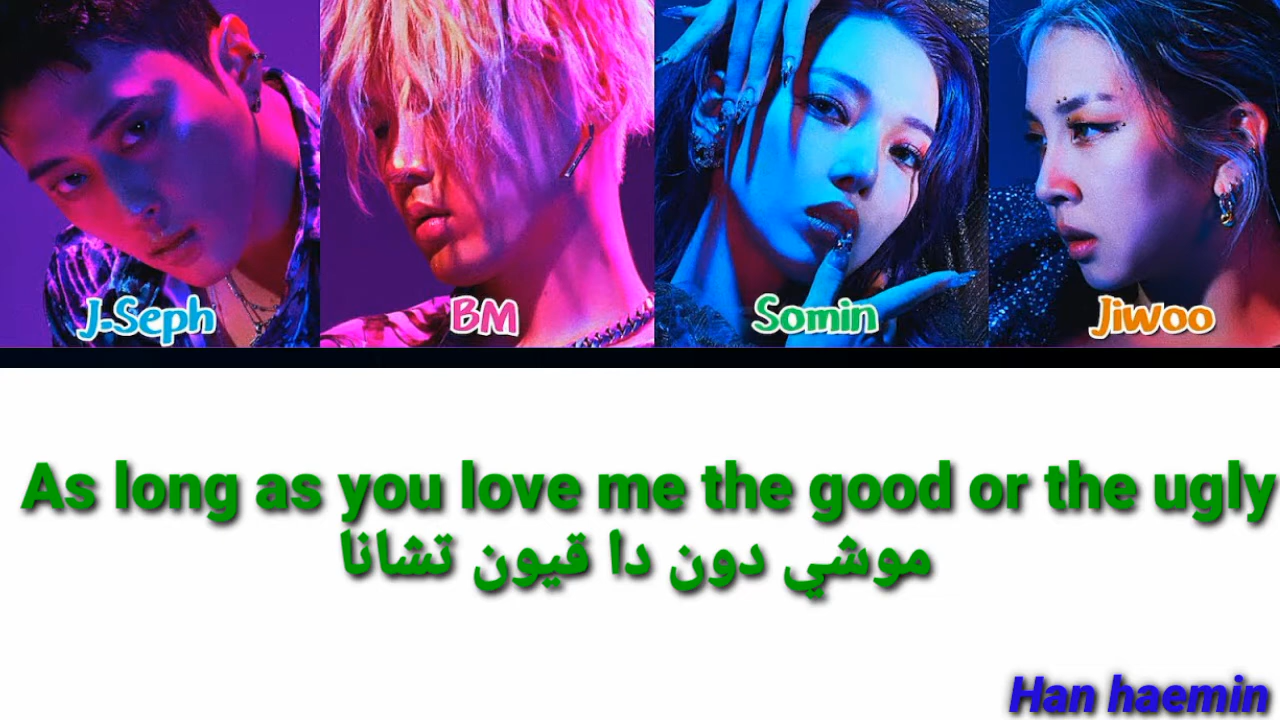 J-Seph
BM
Somin
Jiwoo
As long as you love me the good or the ugly
موشي دون دا قيون تشانا
Han haemin